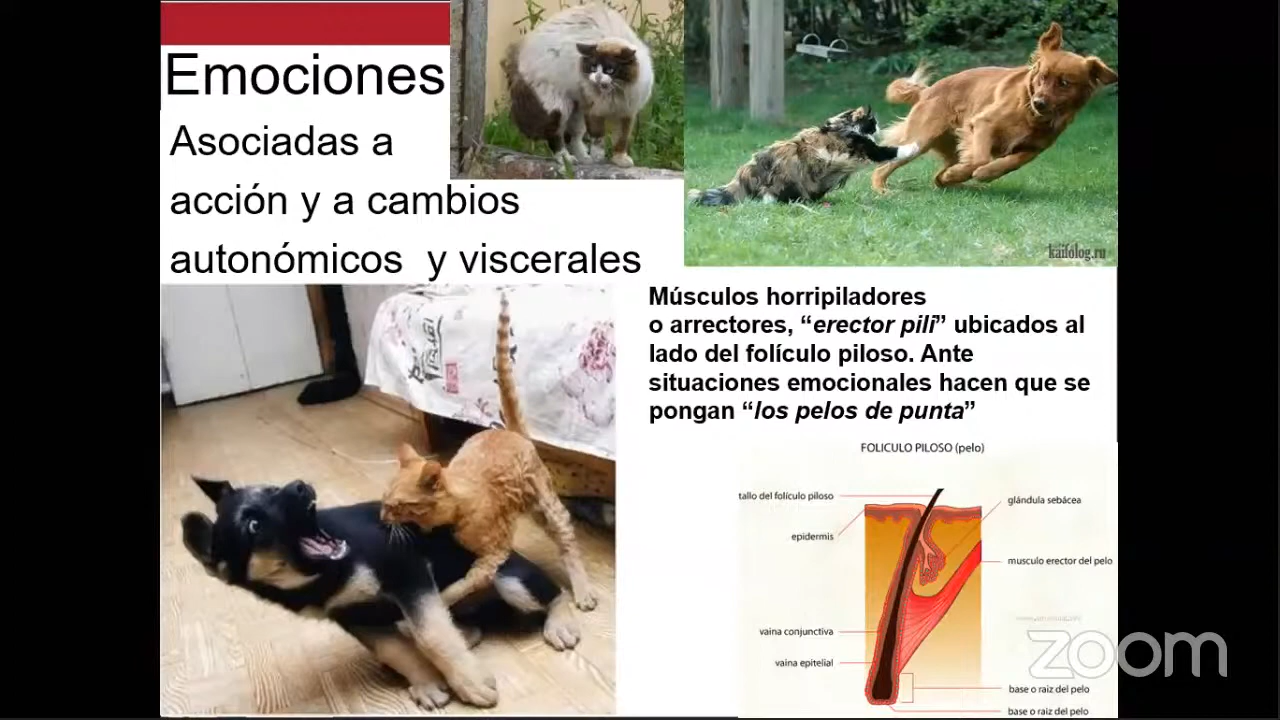 Emociones
Asociadas a
acción y a cambios
autonómicos y viscerales
kaifolog.ru
Músculos horripiladores
o arrectores, “erector pili” ubicados al
lado del folículo piloso. Ante
situaciones emocionales hacen que se
pongan “los pelos de punta”
FOLICULO PILOSO (pelo)
tallo del folículo piloso
glándula sebácea
epidermis
musculo erector del pelo
vaina conjunctiva
vaina epitelial
base o raiz del pelo
base o raiz del pelo
zoom